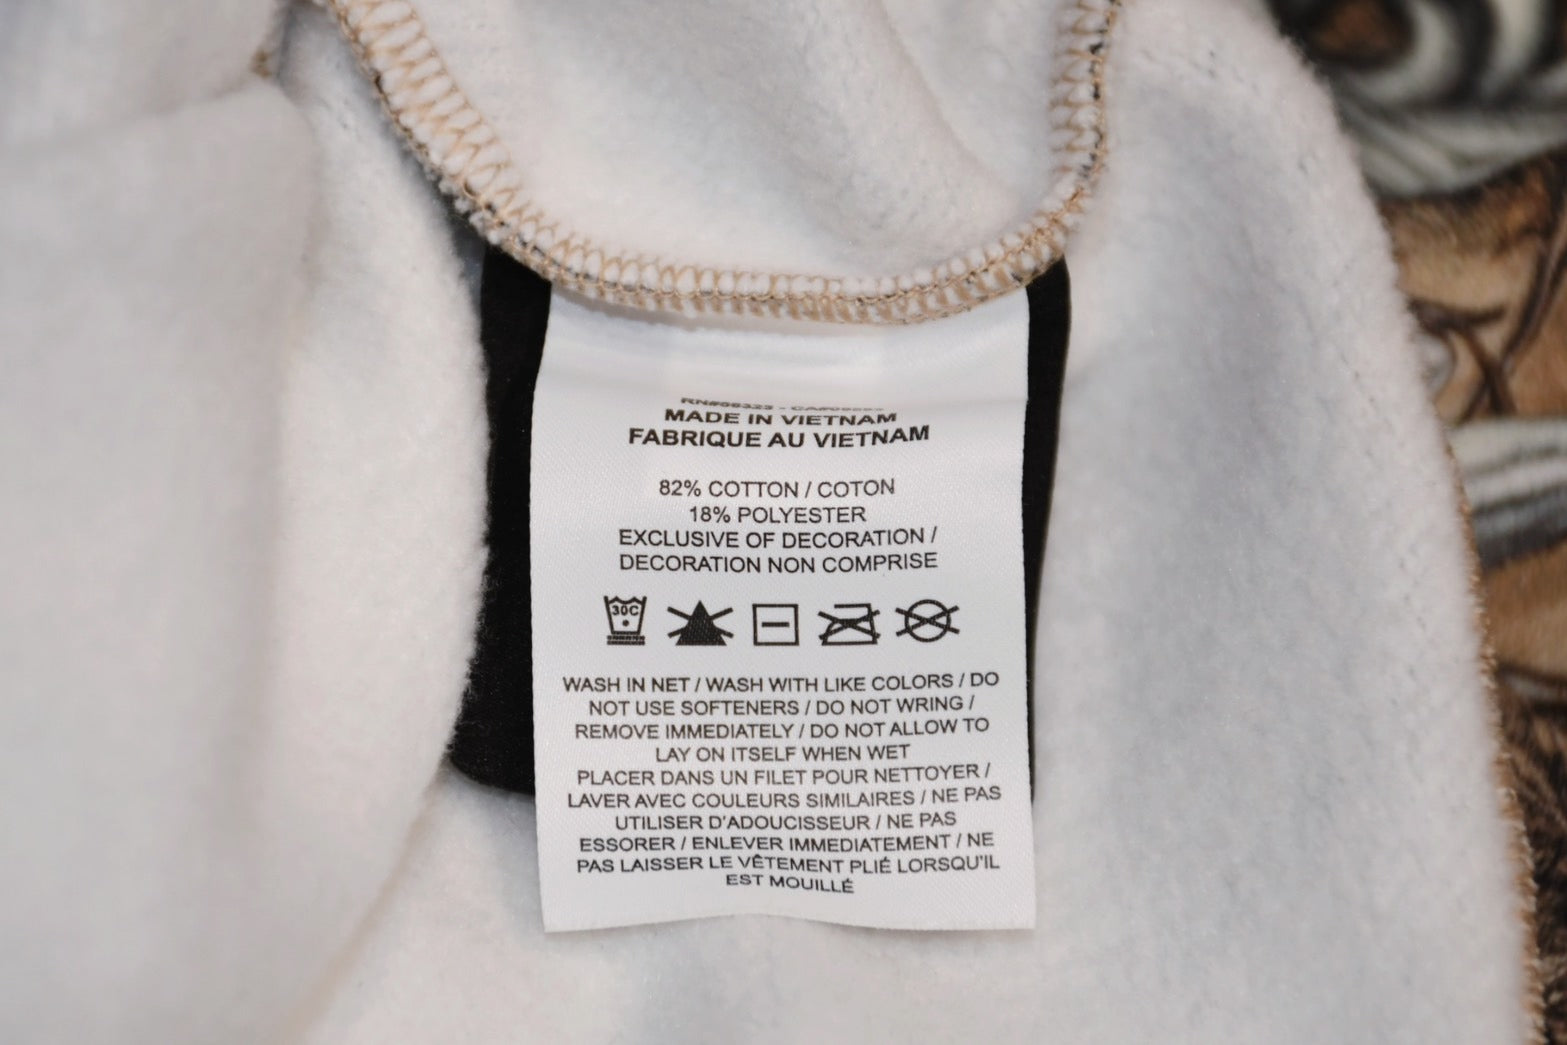 MADE IN VIETNAM
FABRIQUE AU VIETNAM
82% COTTON / COTON
18% POLYESTER
EXCLUSIVE OF DECORATION /
DECORATION NON COMPRISE
30C
WASH IN NET / WASH WITH LIKE COLORS / DO
NOT USE SOFTENERS / DO NOT WRING /
REMOVE IMMEDIATELY / DO NOT ALLOW TO
LAY ON ITSELF WHEN WET
PLACER DANS UN FILET POUR NETTOYER /
LAVER AVEC COULEURS SIMILAIRES / NE PAS
UTILISER D'ADOUCISSEUR / NE PAS
ESSORER / ENLEVER IMMEDIATEMENT / NE
PAS LAISSER LE VÊTEMENT PLIÉ LORSQU'IL
EST MOUILLÉ